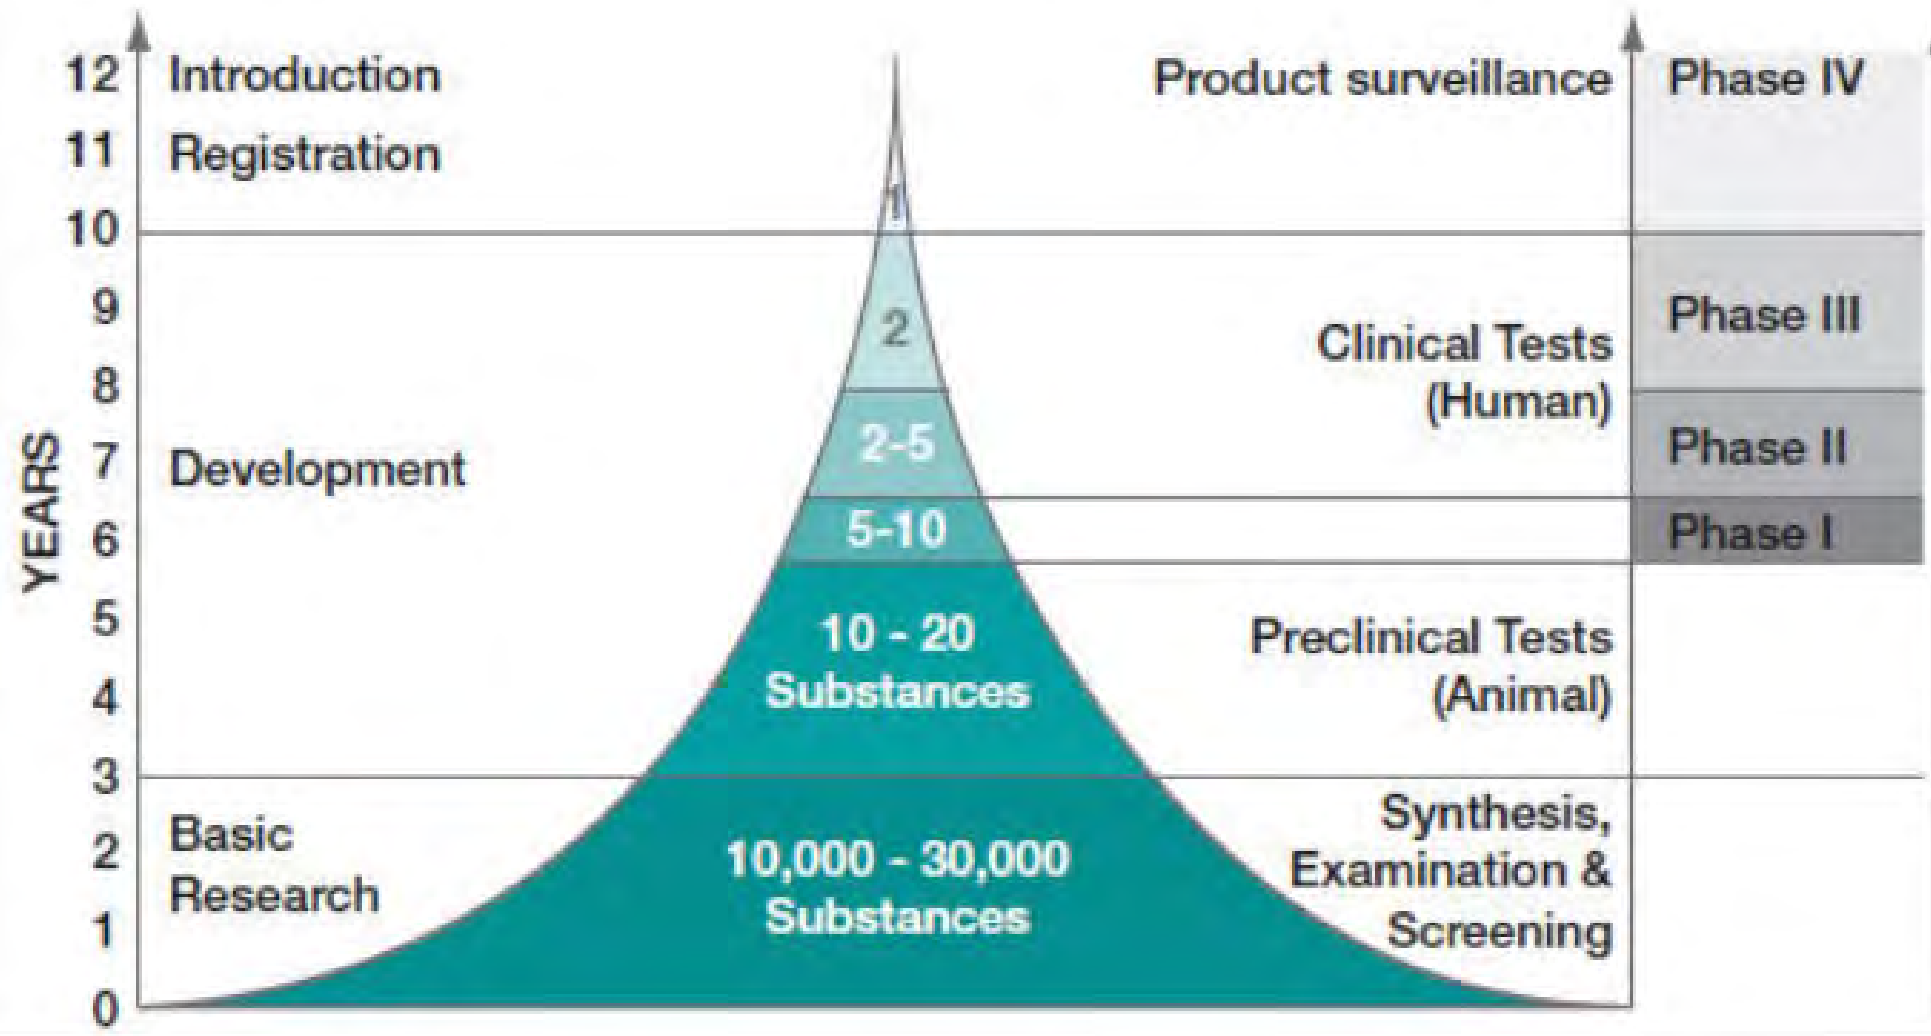 12 Introduction Product surveillance Phase IV
11 Registration
1
10
9 Phase III
2
Clinical Tests
8
(Human)
2-5 Phase II
7 Development
YEARS
5-10 Phase I
6
5
10 - 20 Preclinical Tests
4 Substances (Animal)
3
Synthesis,
Basic
2 10,000 - 30,000 Examination &
Research
Substances
1 Screening
0